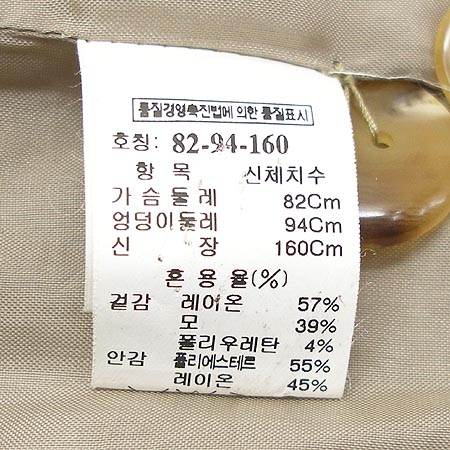 품질경영촉진법에 의한 품질표시
호칭: 82-94-160
항 목 신체치수
가슴둘레 82Cm
엉덩이둘레 94Cm
신 장 160Cm
혼용율(%)
겉감 레이온 57%
모 39%
폴리우레탄 4%
안감 폴리에스테르 55%
레이온 45%